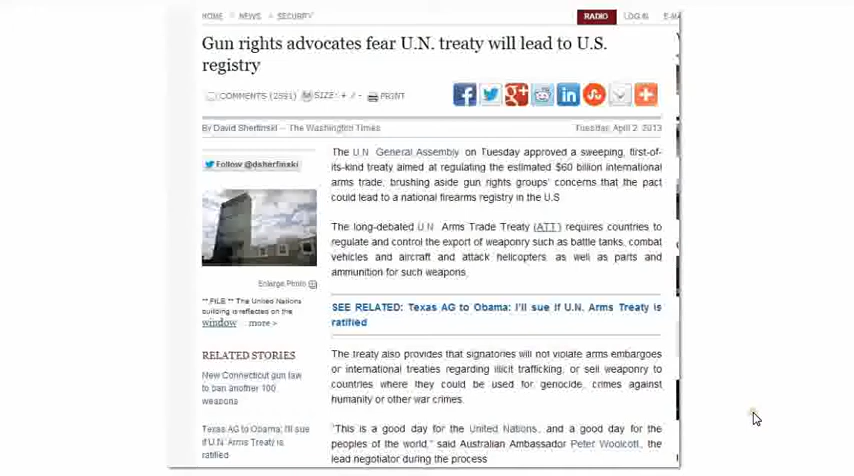 HOME NEWS SECURITY RADIO LOG IN
Gun rights advocates fear U.N. treaty will lead to U.S.
registry
COMMENTS (2591) SIZE: + / - PRINT
By David Sherfinski — The Washington Times Tuesday, April 2, 2013
Follow @dsherfinski
The U.N. General Assembly on Tuesday approved a sweeping, first-of-
its-kind treaty aimed at regulating the estimated $60 billion international
arms trade, brushing aside gun rights groups' concerns that the pact
could lead to a national firearms registry in the U.S
The long-debated U.N. Arms Trade Treaty (ATT) requires countries to
regulate and control the export of weaponry such as battle tanks, combat
vehicles and aircraft and attack helicopters, as well as parts and
ammunition for such weapons.
Enlarge Photo
** FILE ** The United Nations
building is reflected on the
window more >
SEE RELATED: Texas AG to Obama: I'll sue if U.N. Arms Treaty is
ratified
RELATED STORIES
New Connecticut gun law
to ban another 100
weapons
Texas AG to Obama: I'll sue
if U.N. Arms Treaty is
ratified
The treaty also provides that signatories will not violate arms embargoes
or international treaties regarding illicit trafficking, or sell weaponry to
countries where they could be used for genocide, crimes against
humanity or other war crimes.
"This is a good day for the United Nations, and a good day for the
peoples of the world," said Australian Ambassador Peter Woolcott, the
lead negotiator during the process